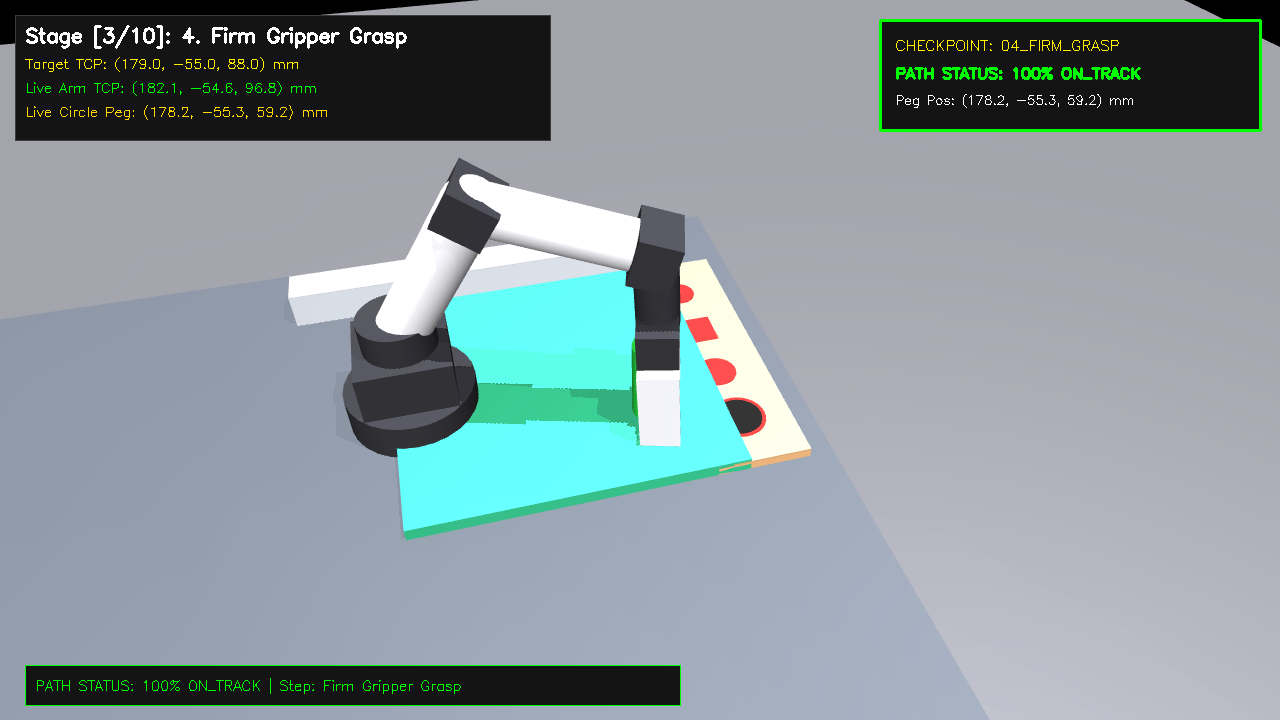 Stage [3/10]: 4. Firm Gripper Grasp
Target TCP: (179.0, -55.0, 88.0) mm
Live Arm TCP: (182.1, -54.6, 96.8) mm
Live Circle Peg: (178.2, -55.3, 59.2) mm
CHECKPOINT: 04_FIRM_GRASP
PATH STATUS: 100% ON_TRACK
Peg Pos: (178.2, -55.3, 59.2) mm
PATH STATUS: 100% ON_TRACK | Step: Firm Gripper Grasp